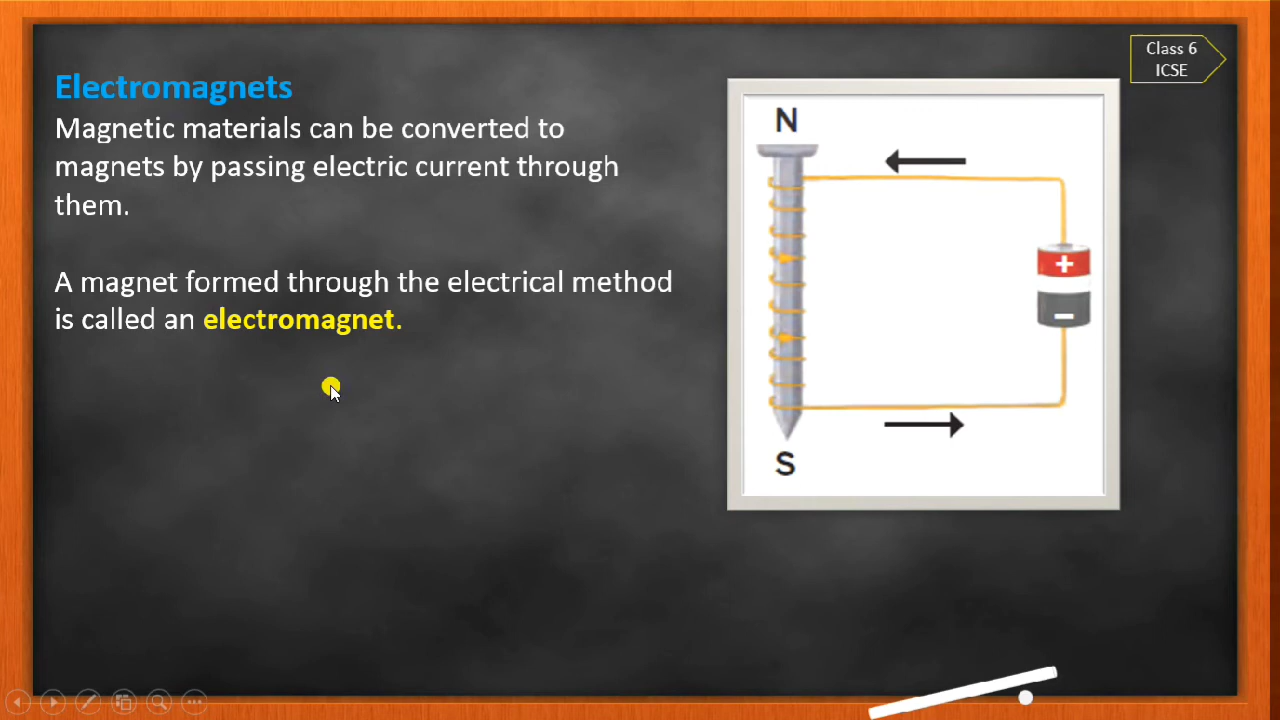 Class 6
ICSE
Electromagnets
Magnetic materials can be converted to
magnets by passing electric current through
them.
A magnet formed through the electrical method
is called an electromagnet.
N
+
–
S